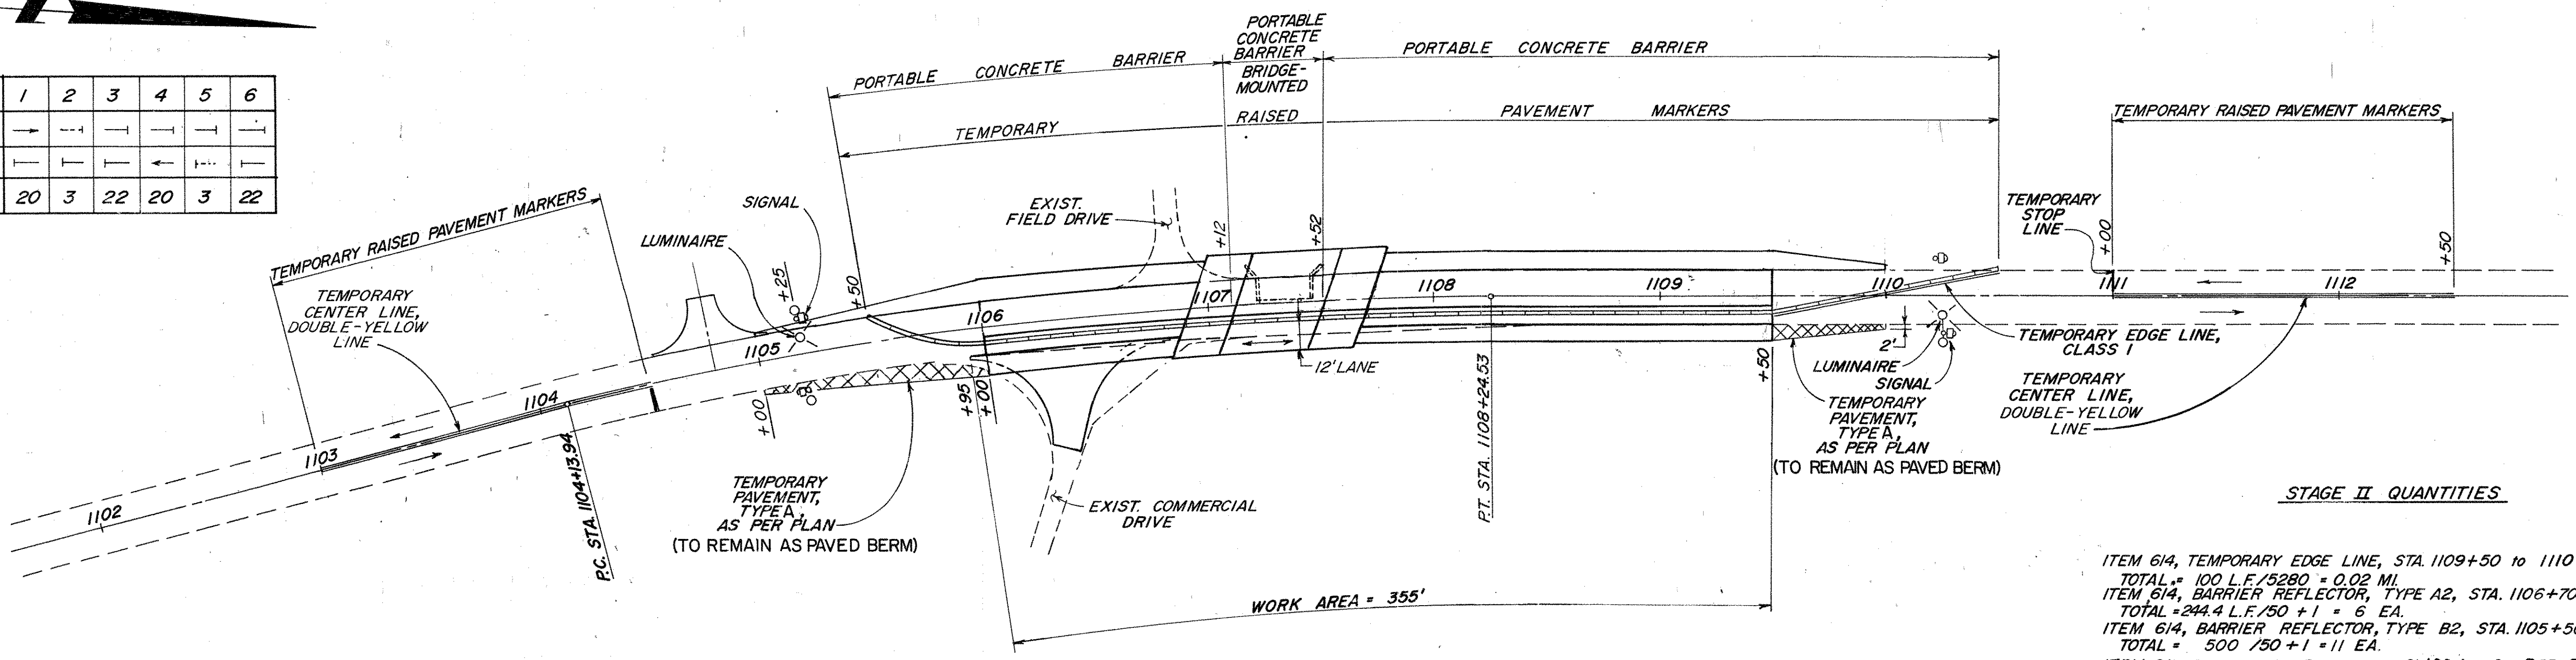 1 2 3 4 5 6
20 3 22 20 3 22
PORTABLE CONCRETE BARRIER
PORTABLE
CONCRETE
BARRIER
BRIDGE-
MOUNTED
PORTABLE CONCRETE BARRIER
TEMPORARY RAISED PAVEMENT MARKERS
TEMPORARY RAISED PAVEMENT MARKERS
TEMPORARY RAISED PAVEMENT MARKERS
TEMPORARY
CENTER LINE,
DOUBLE-YELLOW
LINE
LUMINAIRE
SIGNAL
+25
+50
EXIST.
FIELD DRIVE
+12
+52
TEMPORARY
STOP
LINE
+00
+50
1102
1103
1104
1105
1106
1107
1108
1109
1110
1111
1112
P.C. STA. 1104+13.94
+00
+95
+00
12' LANE
P.T. STA. 1108+24.53
+50
2'
TEMPORARY EDGE LINE,
CLASS I
LUMINAIRE
SIGNAL
TEMPORARY
CENTER LINE,
DOUBLE-YELLOW
LINE
TEMPORARY
PAVEMENT,
TYPE A,
AS PER PLAN
(TO REMAIN AS PAVED BERM)
TEMPORARY
PAVEMENT,
TYPE A,
AS PER PLAN
(TO REMAIN AS PAVED BERM)
EXIST. COMMERCIAL
DRIVE
WORK AREA = 355'
STAGE II QUANTITIES
ITEM 614, TEMPORARY EDGE LINE, STA. 1109+50 to 1110
TOTAL = 100 L.F./5280 = 0.02 MI.
ITEM 614, BARRIER REFLECTOR, TYPE A2, STA. 1106+70
TOTAL = 244.4 L.F./50 + 1 = 6 EA.
ITEM 614, BARRIER REFLECTOR, TYPE B2, STA. 1105+50
TOTAL = 500 /50 + 1 = 11 EA.